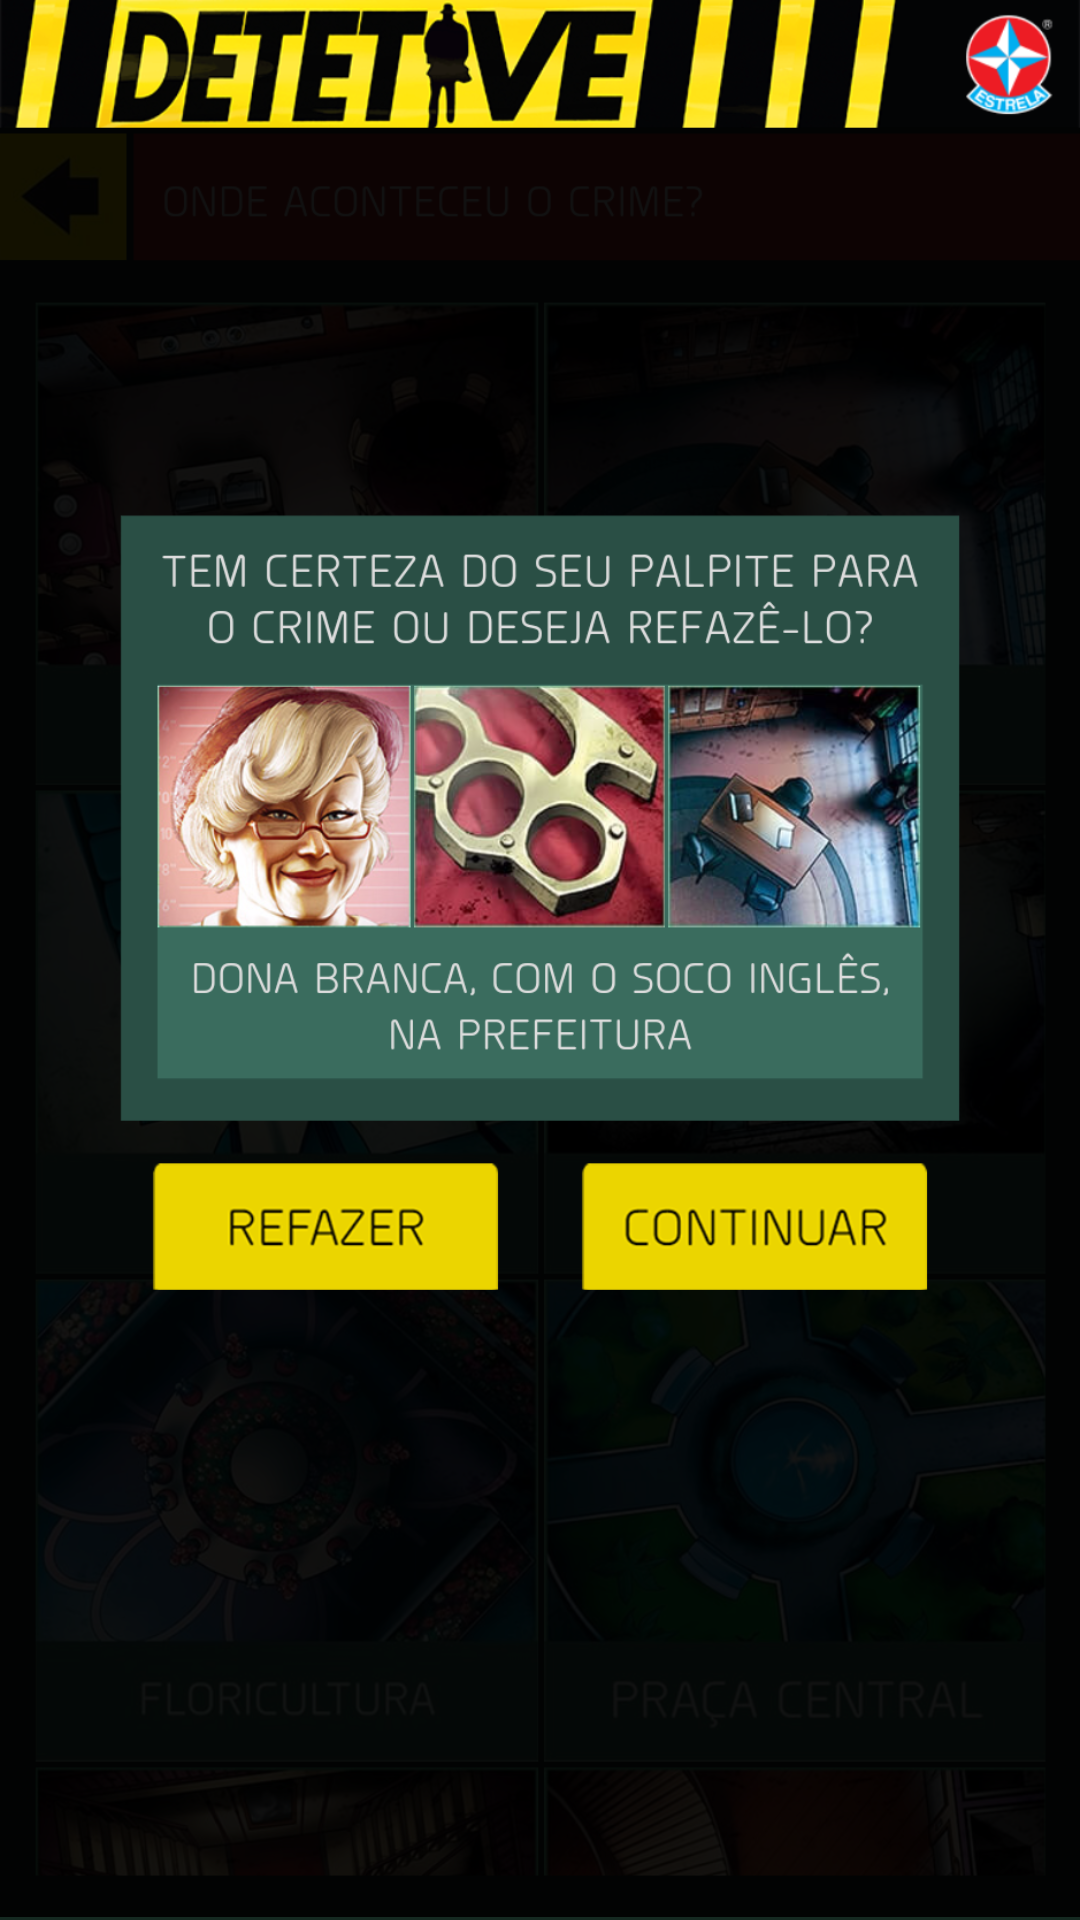 DETETIVE
ESTRELA
ONDE ACONTECEU O CRIME?
TEM CERTEZA DO SEU PALPITE PARA
O CRIME OU DESEJA REFAZÊ-LO?
DONA BRANCA, COM O SOCO INGLÊS,
NA PREFEITURA
REFAZER
CONTINUAR
FLORICULTURA
PRAÇA CENTRAL